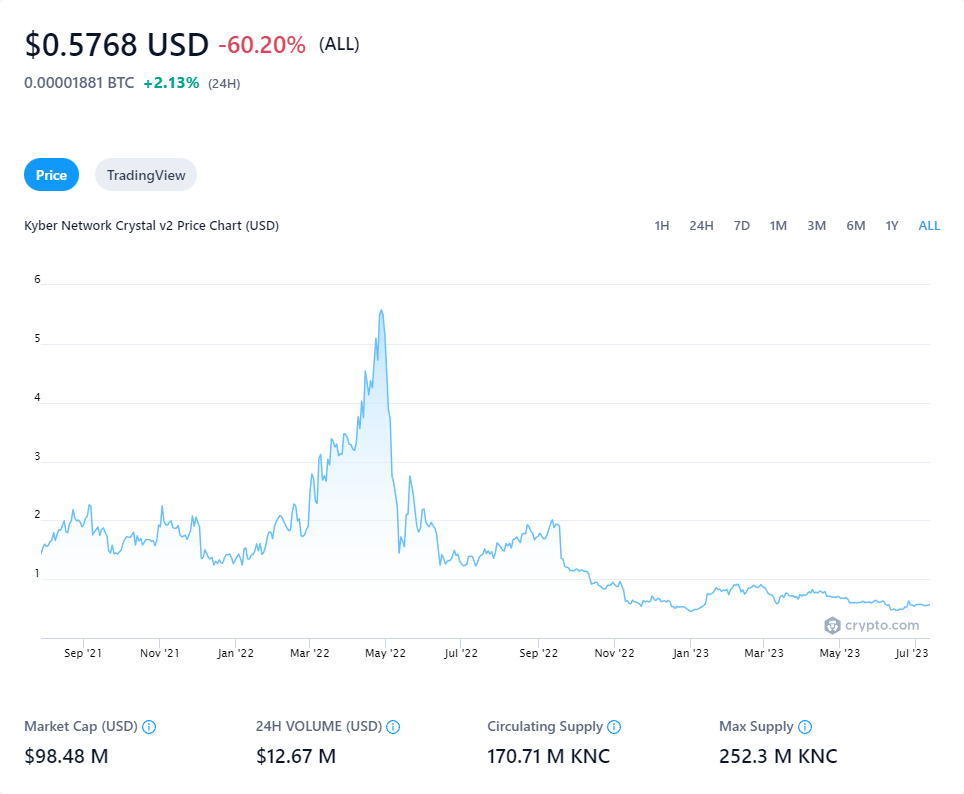 $0.5768 USD -60.20% (ALL)
0.00001881 BTC +2.13% (24H)
Price TradingView
Kyber Network Crystal v2 Price Chart (USD) 1H 24H 7D 1M 3M 6M 1Y ALL
6
5
4
3
2
1
crypto.com
Sep '21 Nov '21 Jan '22 Mar '22 May '22 Jul '22 Sep '22 Nov '22 Jan '23 Mar '23 May '23 Jul '23
Market Cap (USD) 24H VOLUME (USD) Circulating Supply Max Supply
$98.48 M $12.67 M 170.71 M KNC 252.3 M KNC